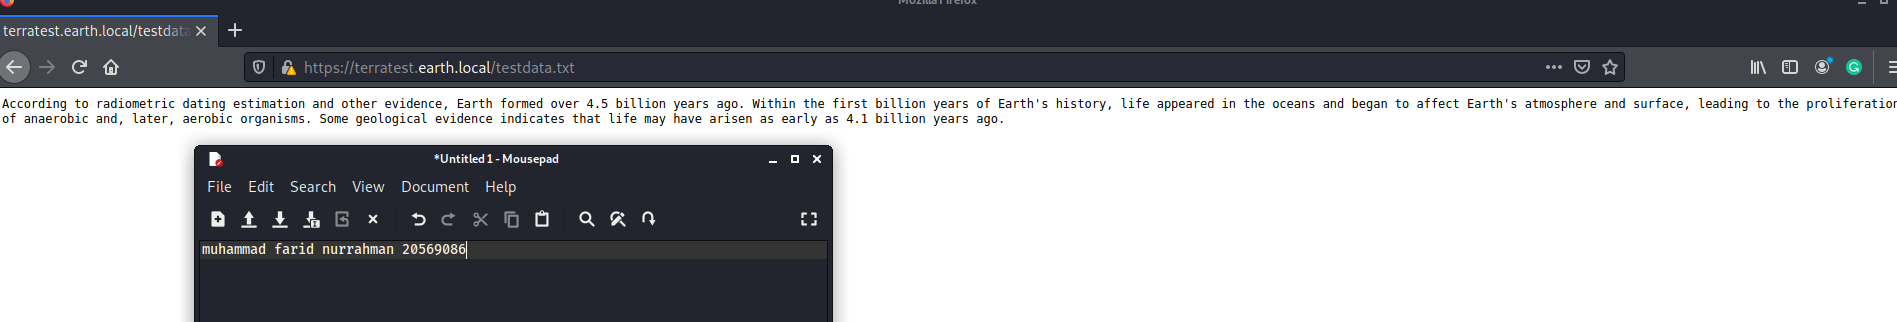 Mozilla Firefox
terratest.earth.local/testdata
https://terratest.earth.local/testdata.txt
According to radiometric dating estimation and other evidence, Earth formed over 4.5 billion years ago. Within the first billion years of Earth's history, life appeared in the oceans and began to affect Earth's atmosphere and surface, leading to the proliferation
of anaerobic and, later, aerobic organisms. Some geological evidence indicates that life may have arisen as early as 4.1 billion years ago.
*Untitled 1 - Mousepad
File Edit Search View Document Help
muhammad farid nurrahman 20569086